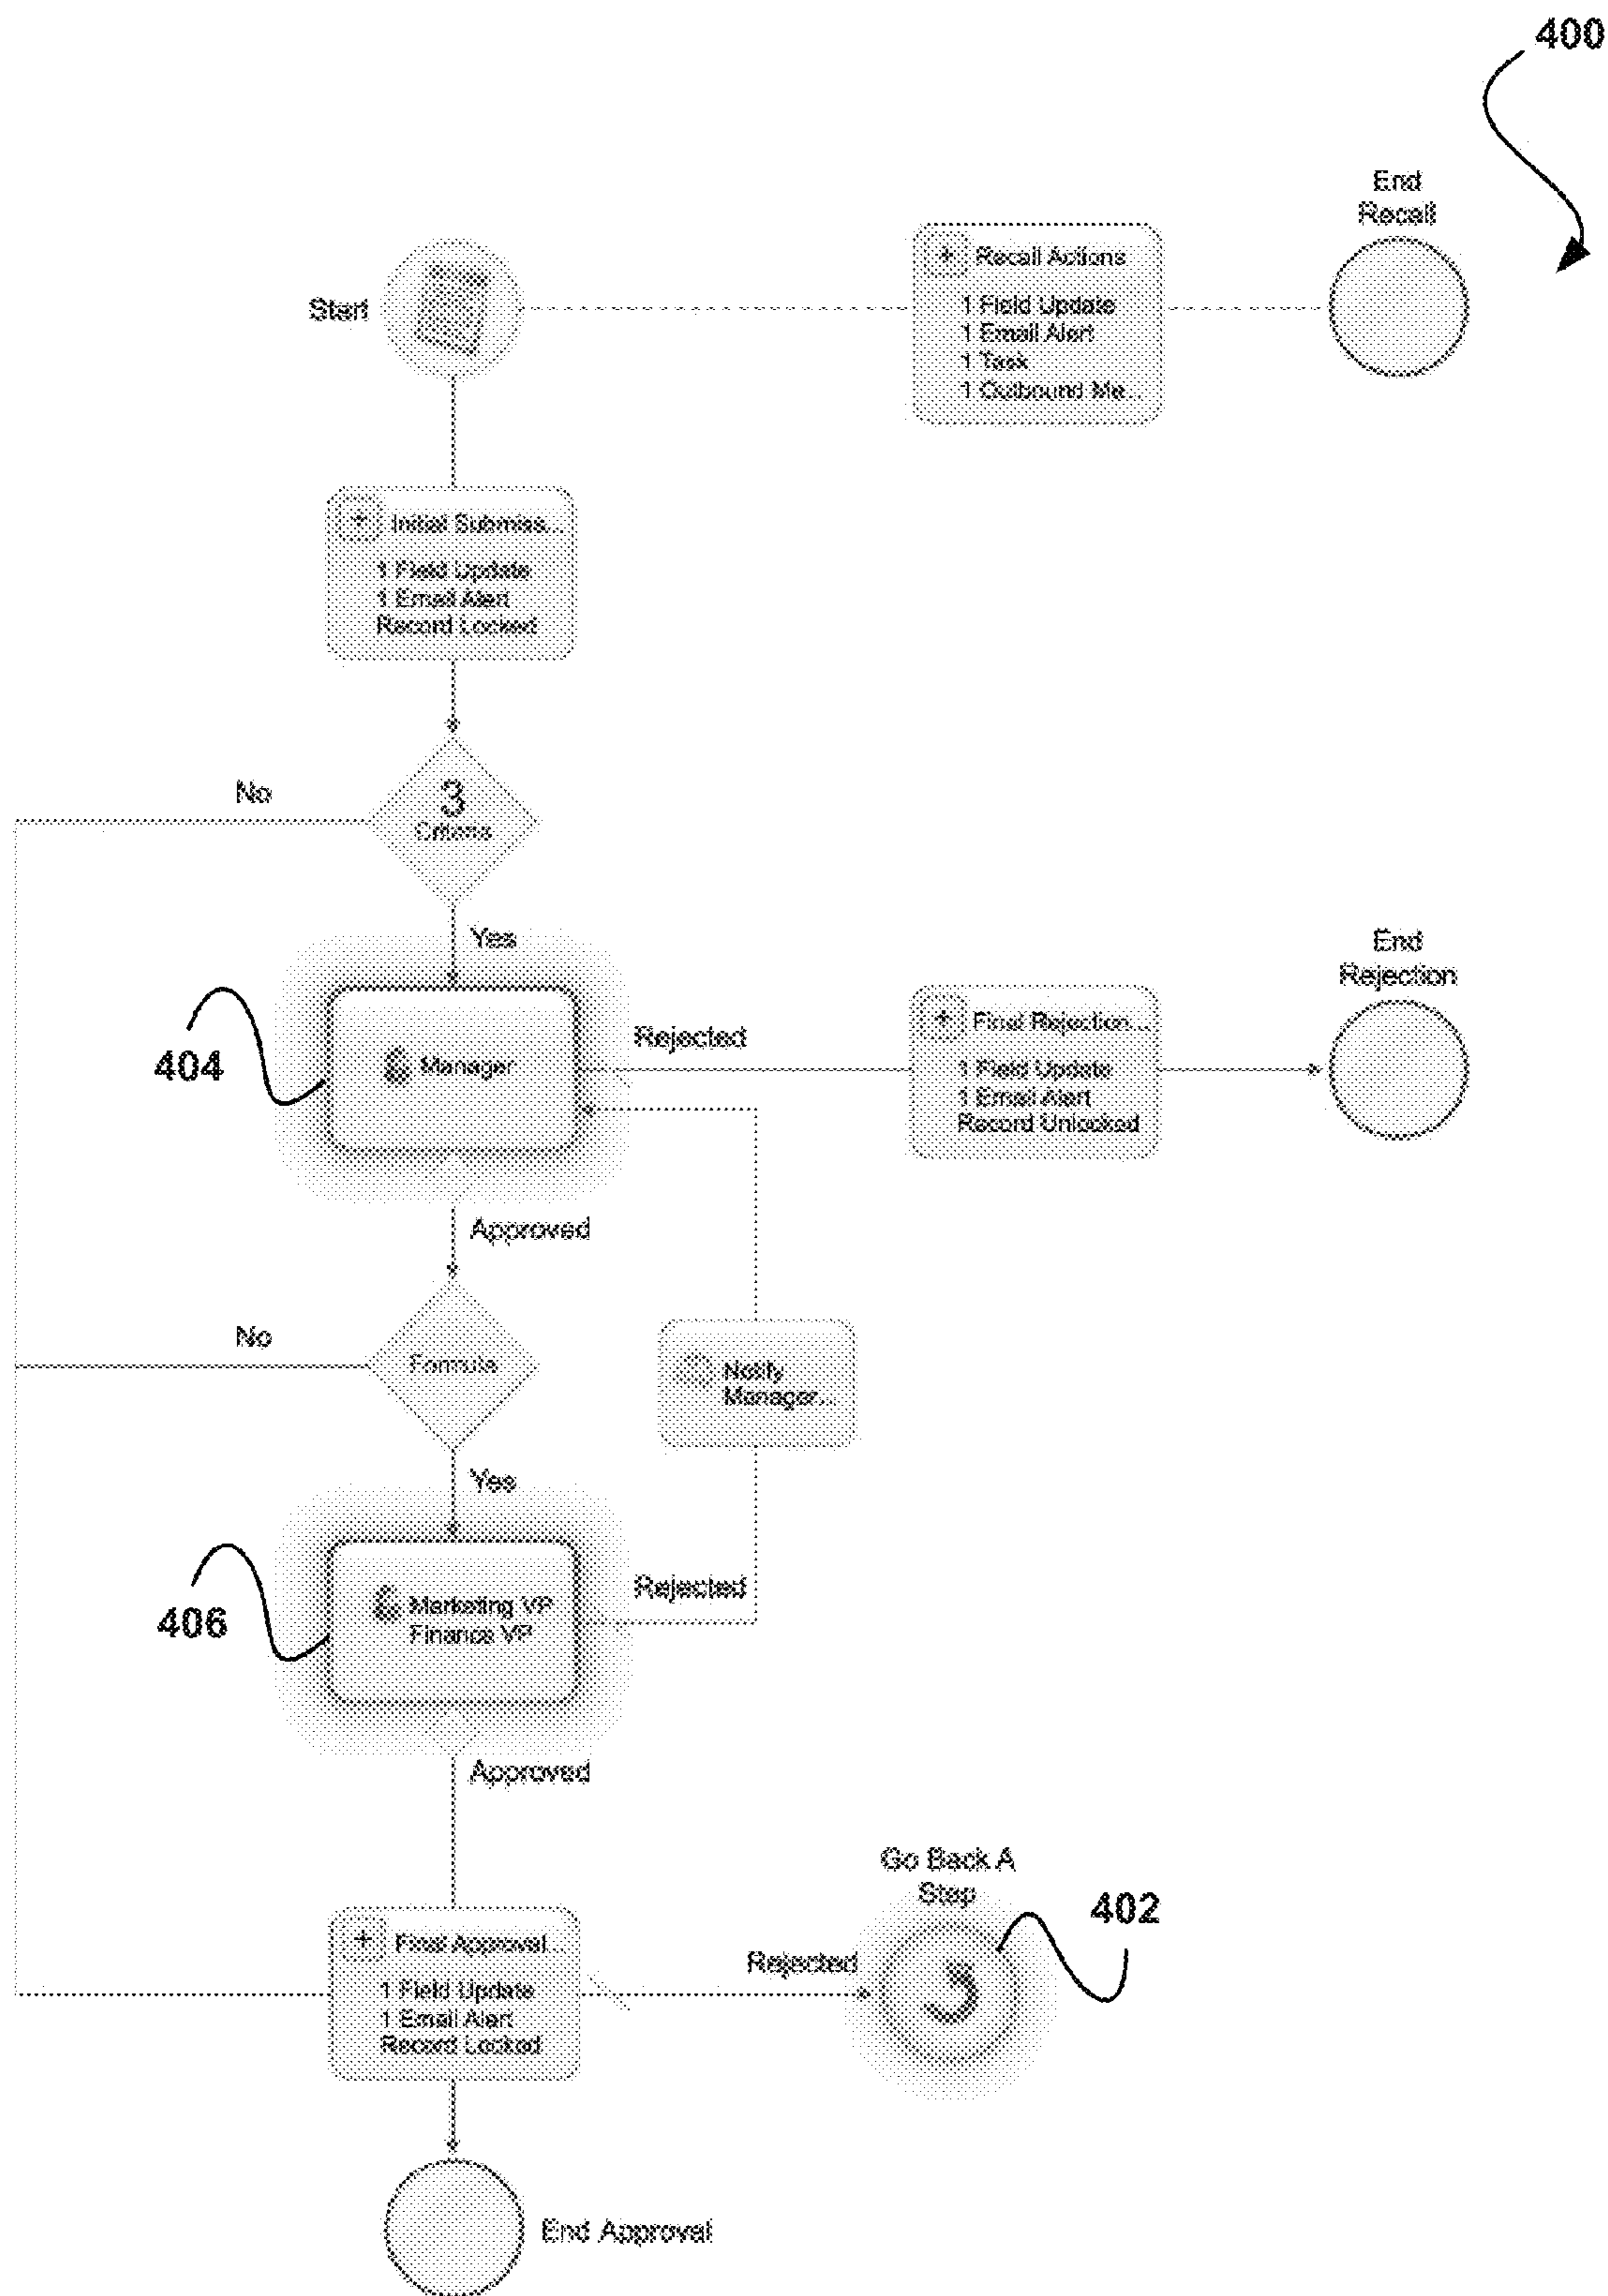 400
End
Recall
Start
+ Recall Actions
1 Field Update
1 Email Alert
1 Task
1 Outbound Me...
+ Initial Submiss...
1 Field Update
1 Email Alert
Record Locked
No
3
Criteria
Yes
End
Rejection
404
Manager
Rejected
+ Final Rejection...
1 Field Update
1 Email Alert
Record Unlocked
Approved
No
Formula
Notify
Manager...
Yes
406
Marketing VP
Finance VP
Rejected
Approved
Go Back A
Step
402
+ Final Approval...
1 Field Update
1 Email Alert
Record Locked
Rejected
End Approval